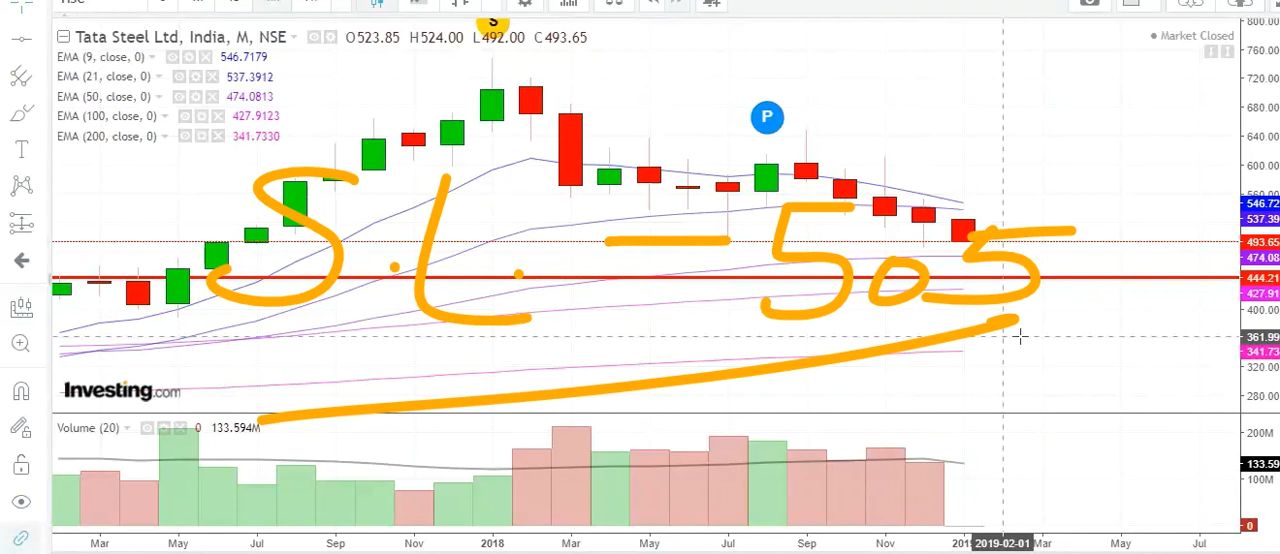 Tata Steel Ltd, India, M, NSE O523.85 H524.00 L492.00 C493.65
S
Market Closed
EMA (9, close, 0) 546.7179
EMA (21, close, 0) 537.3912
EMA (50, close, 0) 474.0813
EMA (100, close, 0) 427.9123
EMA (200, close, 0) 341.7330
P
S.L. - 505
800.00
760.00
720.00
680.00
640.00
600.00
560.00
546.72
537.39
493.65
474.08
444.21
427.91
400.00
361.99
341.73
320.00
280.00
Investing.com
Volume (20) 0 133.594M
200M
133.59
100M
0
Mar May Jul Sep Nov 2018 Mar May Jul Sep Nov 2019-02-01 Mar May Jul